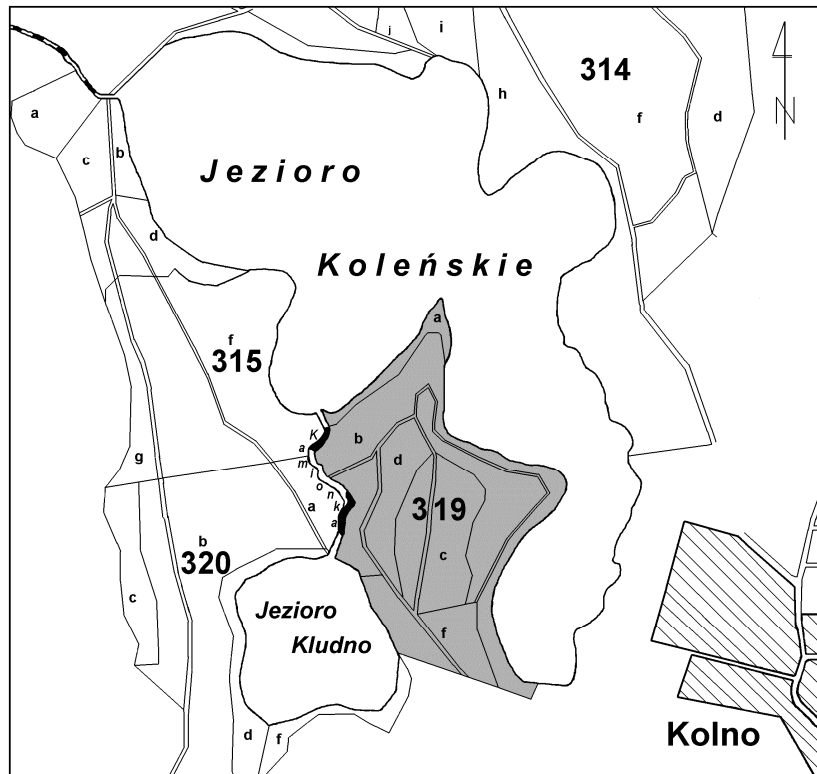 j
i
314
h
f
d
a
c
b
N
Jezioro
d
Koleńskie
a
f
315
K
a
m
i
o
n
k
a
b
d
g
319
a
b
320
c
c
Jezioro
Kludno
f
d
f
Kolno